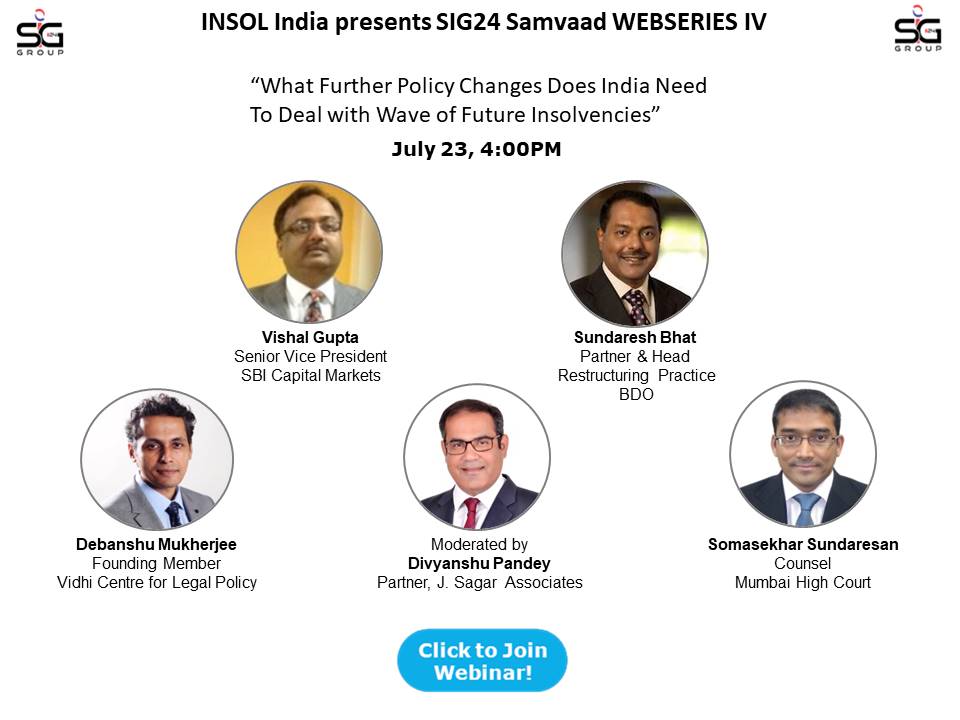 SiG
GROUP
INSOL India presents SIG24 Samvaad WEBSERIES IV
SiG
GROUP
“What Further Policy Changes Does India Need
To Deal with Wave of Future Insolvencies”
July 23, 4:00PM
Vishal Gupta
Senior Vice President
SBI Capital Markets
Sundaresh Bhat
Partner & Head
Restructuring Practice
BDO
Debanshu Mukherjee
Founding Member
Vidhi Centre for Legal Policy
Moderated by
Divyanshu Pandey
Partner, J. Sagar Associates
Somasekhar Sundaresan
Counsel
Mumbai High Court
Click to Join
Webinar!